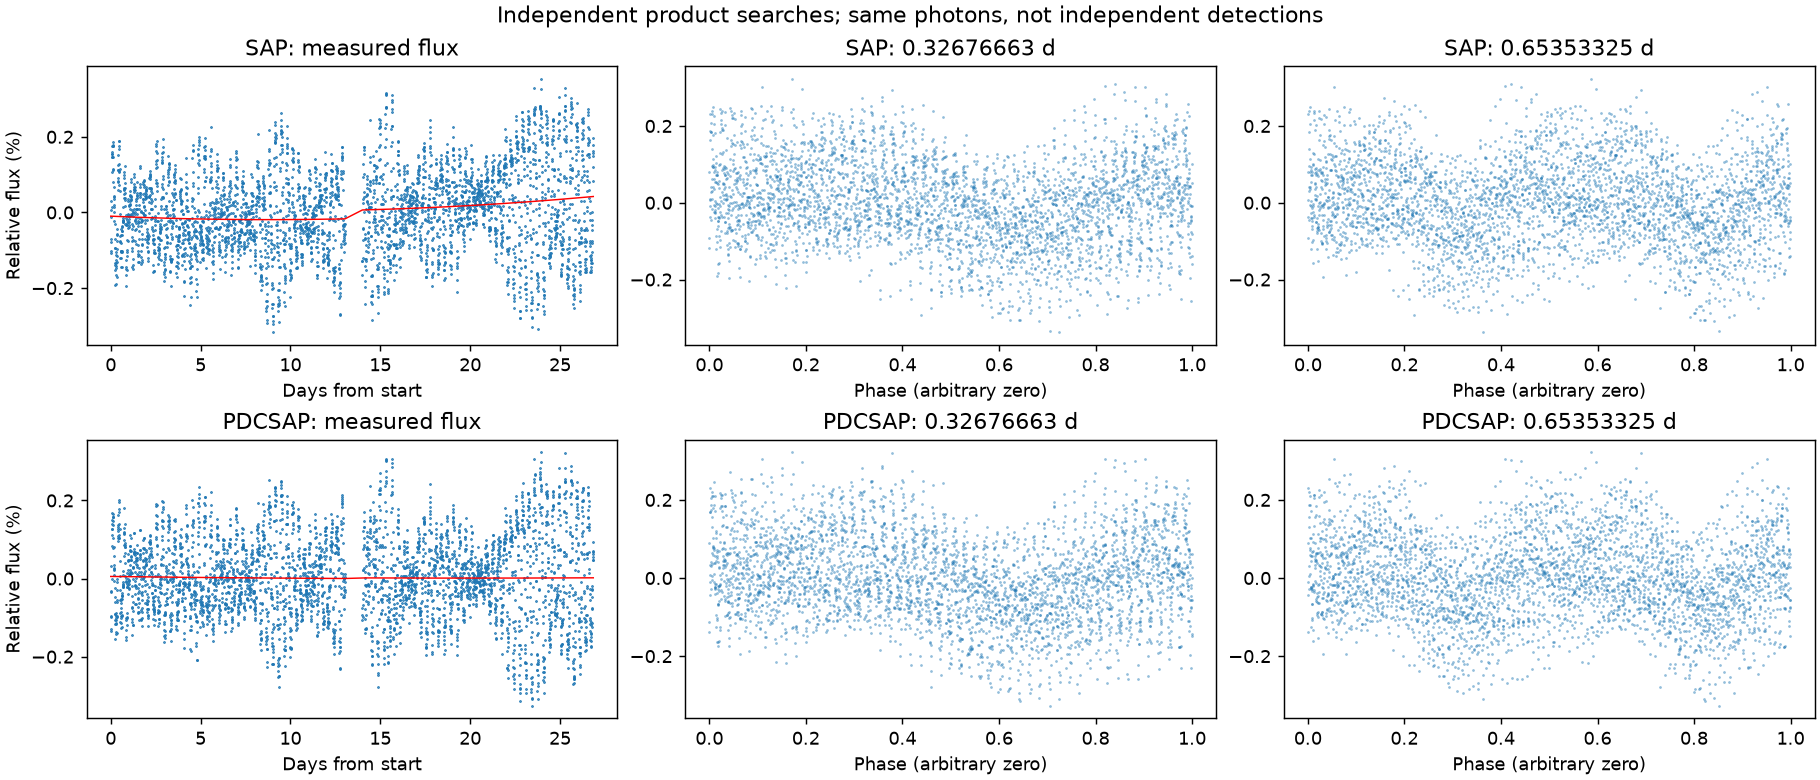 Independent product searches; same photons, not independent detections
SAP: measured flux
SAP: 0.32676663 d
SAP: 0.65353325 d
Relative flux (%)
0.2
0.0
−0.2
0 5 10 15 20 25
Days from start
0.2
0.0
−0.2
0.0 0.2 0.4 0.6 0.8 1.0
Phase (arbitrary zero)
0.2
0.0
−0.2
0.0 0.2 0.4 0.6 0.8 1.0
Phase (arbitrary zero)
PDCSAP: measured flux
PDCSAP: 0.32676663 d
PDCSAP: 0.65353325 d
Relative flux (%)
0.2
0.0
−0.2
0 5 10 15 20 25
Days from start
0.2
0.0
−0.2
0.0 0.2 0.4 0.6 0.8 1.0
Phase (arbitrary zero)
0.2
0.0
−0.2
0.0 0.2 0.4 0.6 0.8 1.0
Phase (arbitrary zero)